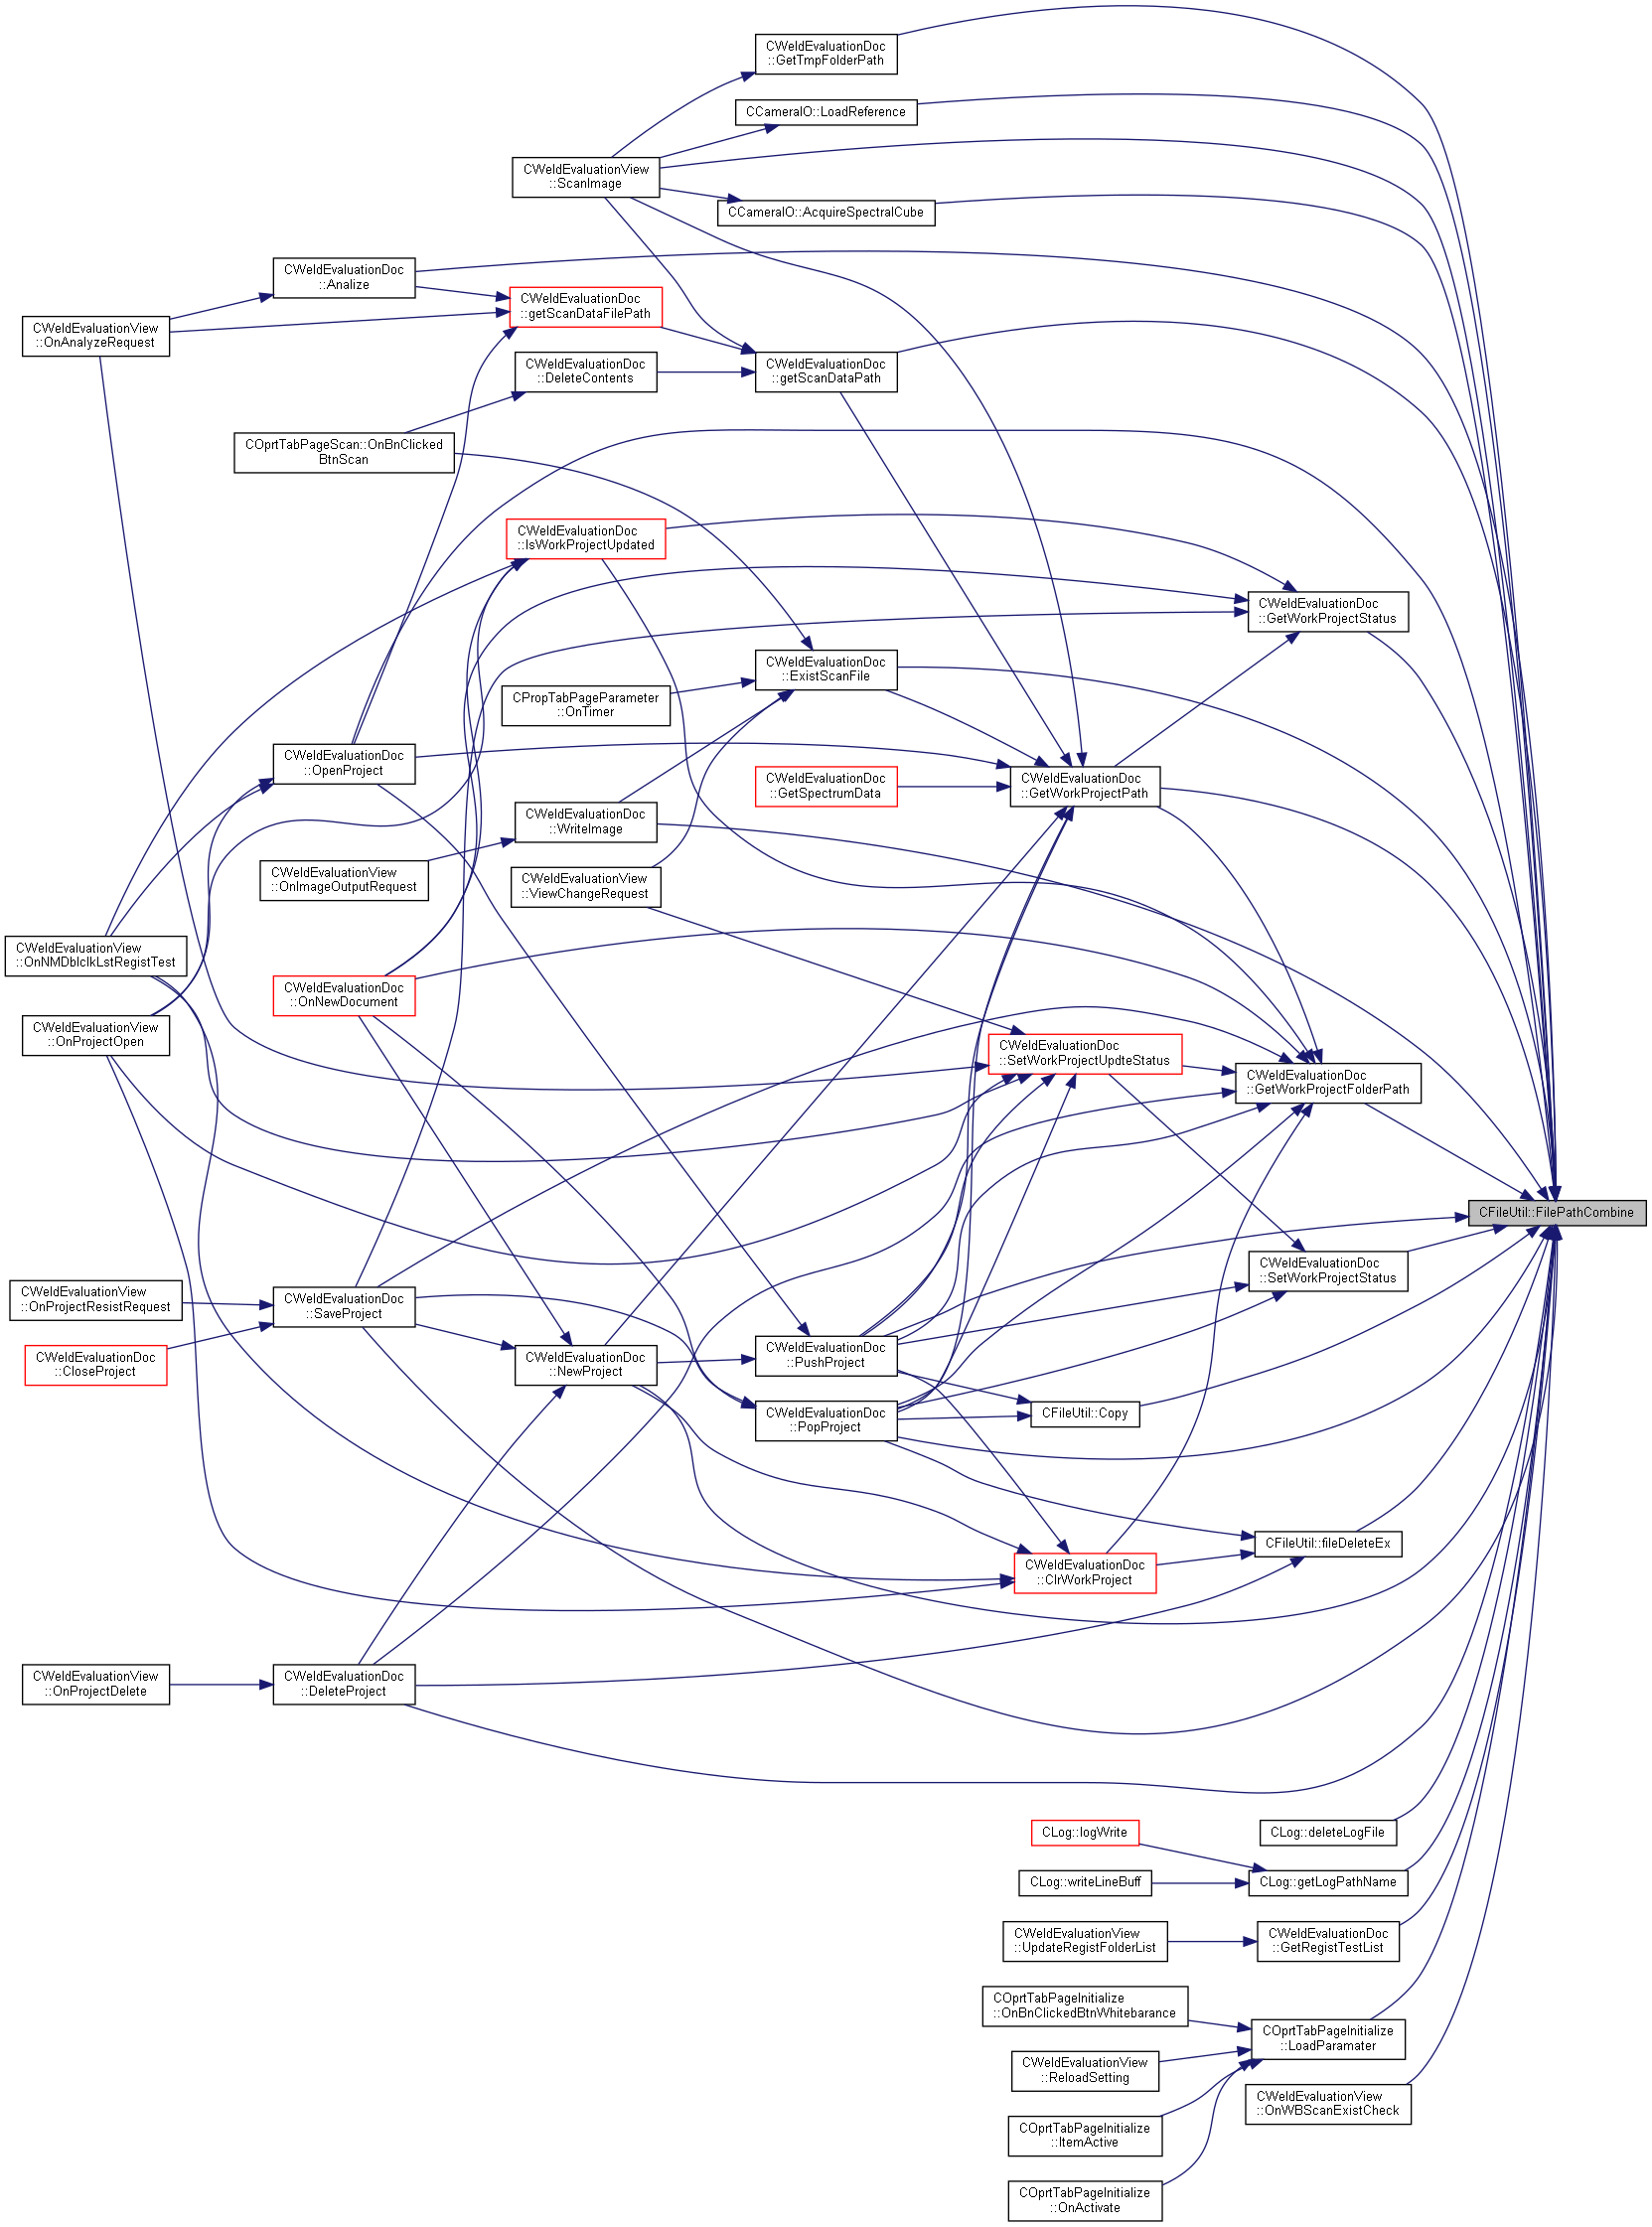 CWeldEvaluationDoc
::GetTmpFolderPath
CCameraIO::LoadReference
CWeldEvaluationView
::ScanImage
CCameraIO::AcquireSpectralCube
CWeldEvaluationDoc
::Analize
CWeldEvaluationDoc
::getScanDataFilePath
CWeldEvaluationView
::OnAnalyzeRequest
CWeldEvaluationDoc
::DeleteContents
CWeldEvaluationDoc
::getScanDataPath
COprtTabPageScan::OnBnClicked
BtnScan
CWeldEvaluationDoc
::IsWorkProjectUpdated
CWeldEvaluationDoc
::GetWorkProjectStatus
CWeldEvaluationDoc
::ExistScanFile
CPropTabPageParameter
::OnTimer
CWeldEvaluationDoc
::OpenProject
CWeldEvaluationDoc
::GetSpectrumData
CWeldEvaluationDoc
::GetWorkProjectPath
CWeldEvaluationDoc
::WriteImage
CWeldEvaluationView
::OnImageOutputRequest
CWeldEvaluationView
::ViewChangeRequest
CWeldEvaluationView
::OnNMDblclkLstRegistTest
CWeldEvaluationDoc
::OnNewDocument
CWeldEvaluationView
::OnProjectOpen
CWeldEvaluationDoc
::SetWorkProjectUpdteStatus
CWeldEvaluationDoc
::GetWorkProjectFolderPath
CFileUtil::FilePathCombine
CWeldEvaluationDoc
::SetWorkProjectStatus
CWeldEvaluationView
::OnProjectResistRequest
CWeldEvaluationDoc
::SaveProject
CWeldEvaluationDoc
::CloseProject
CWeldEvaluationDoc
::NewProject
CWeldEvaluationDoc
::PushProject
CWeldEvaluationDoc
::PopProject
CFileUtil::Copy
CFileUtil::fileDeleteEx
CWeldEvaluationDoc
::ClrWorkProject
CWeldEvaluationView
::OnProjectDelete
CWeldEvaluationDoc
::DeleteProject
CLog::logWrite
CLog::deleteLogFile
CLog::writeLineBuff
CLog::getLogPathName
CWeldEvaluationView
::UpdateRegistFolderList
CWeldEvaluationDoc
::GetRegistTestList
COprtTabPageInitialize
::OnBnClickedBtnWhitebarance
COprtTabPageInitialize
::LoadParamater
CWeldEvaluationView
::ReloadSetting
CWeldEvaluationView
::OnWBScanExistCheck
COprtTabPageInitialize
::ItemActive
COprtTabPageInitialize
::OnActivate